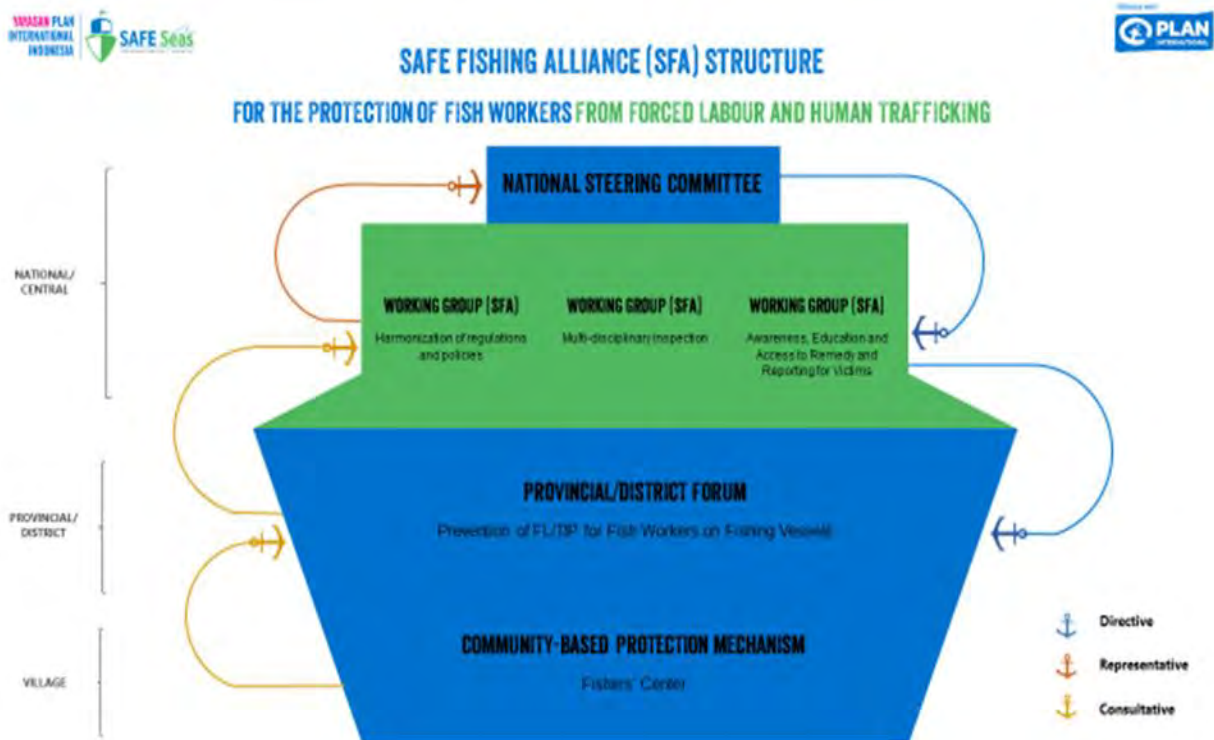 YAYASAN PLAN
INTERNATIONAL
INDONESIA
SAFE Seas
PLAN
INTERNATIONAL
SAFE FISHING ALLIANCE (SFA) STRUCTURE
FOR THE PROTECTION OF FISH WORKERS FROM FORCED LABOUR AND HUMAN TRAFFICKING
NATIONAL STEERING COMMITTEE
NATIONAL/
CENTRAL
WORKING GROUP (SFA)
Harmonization of regulations
and policies
WORKING GROUP (SFA)
Multi-disciplinary inspection
WORKING GROUP (SFA)
Awareness, Education and
Access to Remedy and
Reporting for Victims
PROVINCIAL/
DISTRICT
PROVINCIAL/DISTRICT FORUM
Prevention of FL/TIP for Fish Workers on Fishing Vessel
VILLAGE
COMMUNITY-BASED PROTECTION MECHANISM
Fishers' Center
Directive
Representative
Consultative